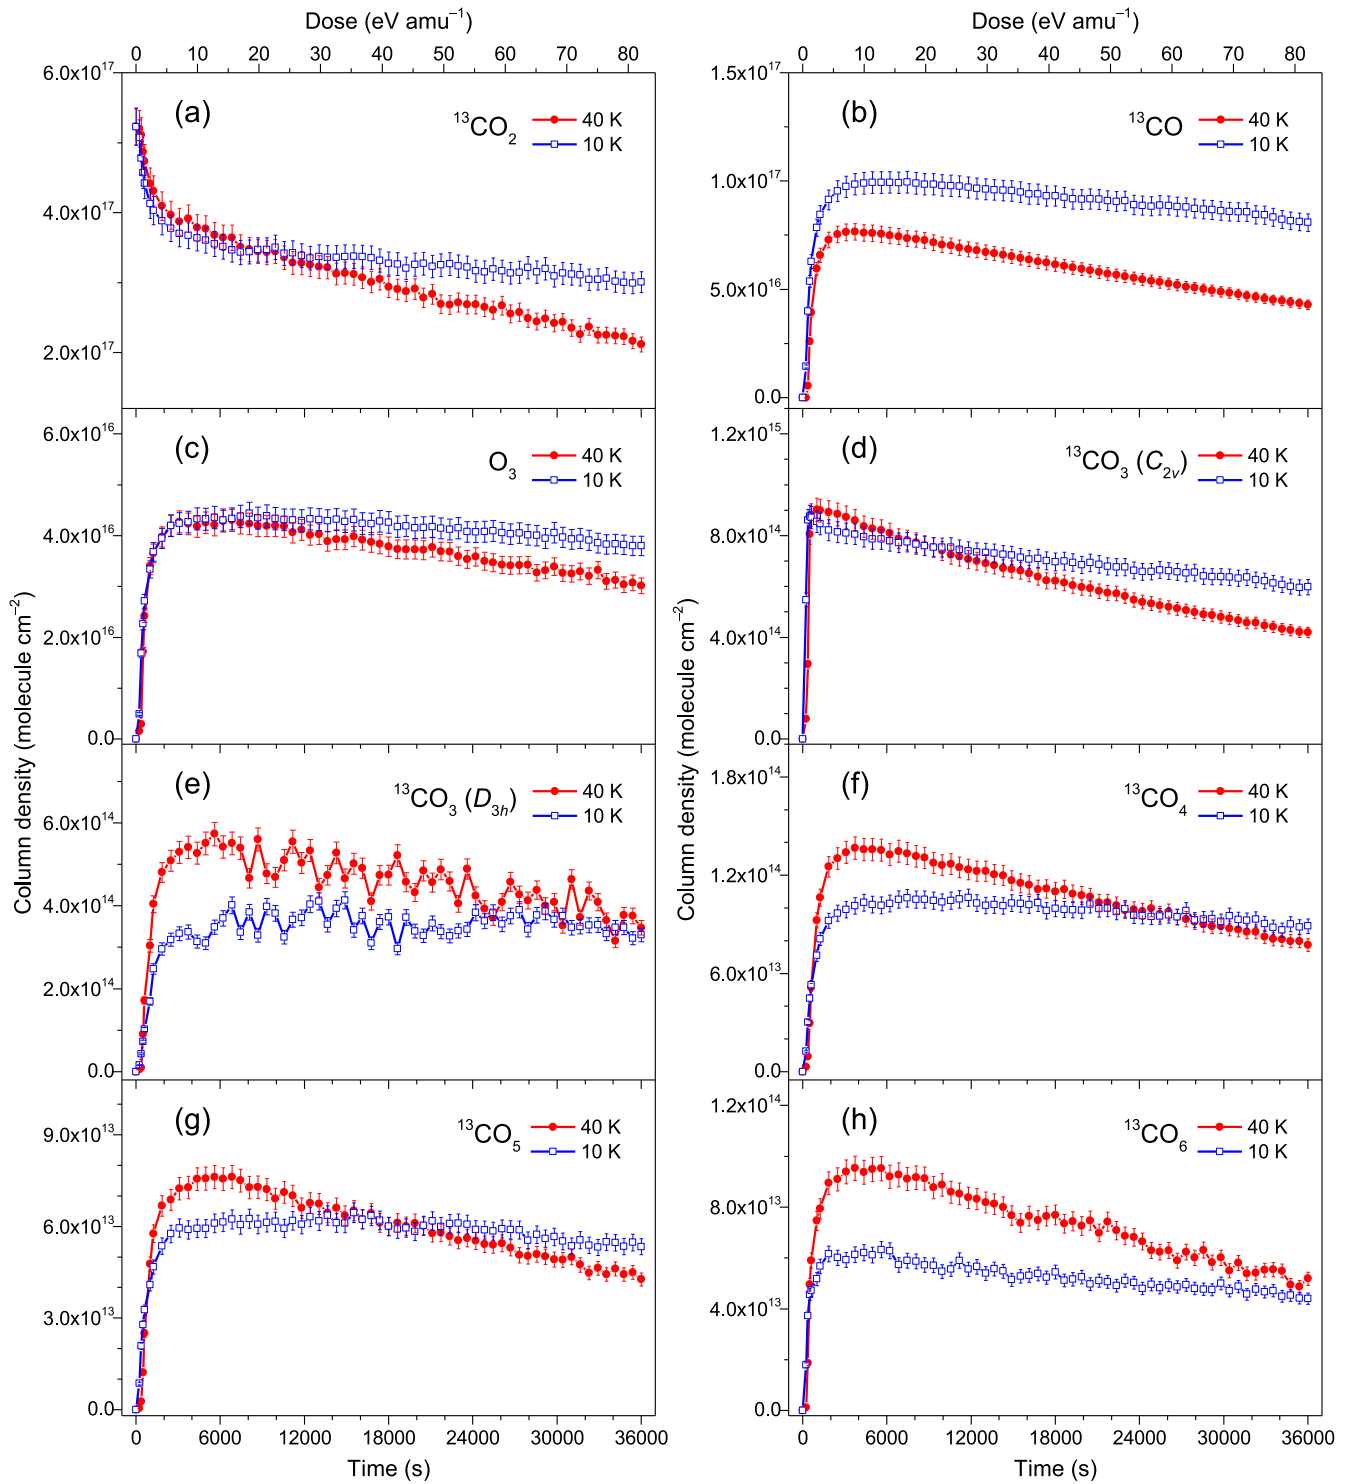 Dose (eV amu⁻¹) Dose (eV amu⁻¹)
0 10 20 30 40 50 60 70 80 0 10 20 30 40 50 60 70 80
6.0x10¹⁷
4.0x10¹⁷
2.0x10¹⁷
(a)
¹³CO₂
40 K
10 K
1.5x10¹⁷
1.0x10¹⁷
5.0x10¹⁶
0.0
(b)
¹³CO
40 K
10 K
6.0x10¹⁶
4.0x10¹⁶
2.0x10¹⁶
0.0
(c)
O₃
40 K
10 K
1.2x10¹⁵
8.0x10¹⁴
4.0x10¹⁴
0.0
(d)
¹³CO₃ (C₂ᵥ)
40 K
10 K
Column density (molecule cm⁻²)
Column density (molecule cm⁻²)
6.0x10¹⁴
4.0x10¹⁴
2.0x10¹⁴
0.0
(e)
¹³CO₃ (D₃ₕ)
40 K
10 K
1.8x10¹⁴
1.2x10¹⁴
6.0x10¹³
0.0
(f)
¹³CO₄
40 K
10 K
9.0x10¹³
6.0x10¹³
3.0x10¹³
0.0
(g)
¹³CO₅
40 K
10 K
1.2x10¹⁴
8.0x10¹³
4.0x10¹³
0.0
(h)
¹³CO₆
40 K
10 K
0 6000 12000 18000 24000 30000 36000 0 6000 12000 18000 24000 30000 36000
Time (s) Time (s)